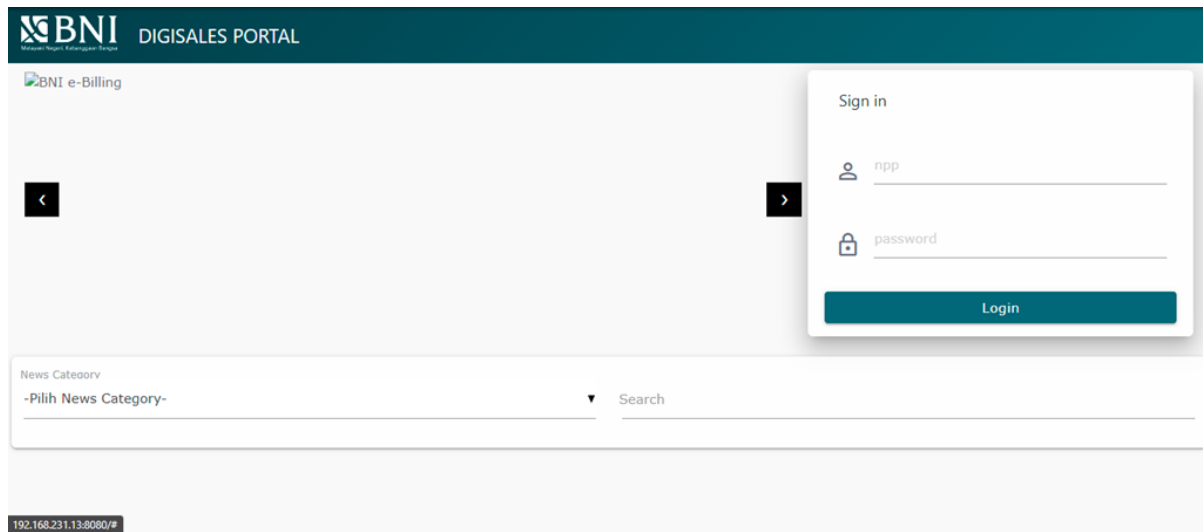 BNI
Melayani Negeri, Kebanggaan Bangsa
DIGISALES PORTAL
BNI e-Billing
Sign in
npp
password
Login
News Category
-Pilih News Category-
Search
192.168.231.13:8080/#